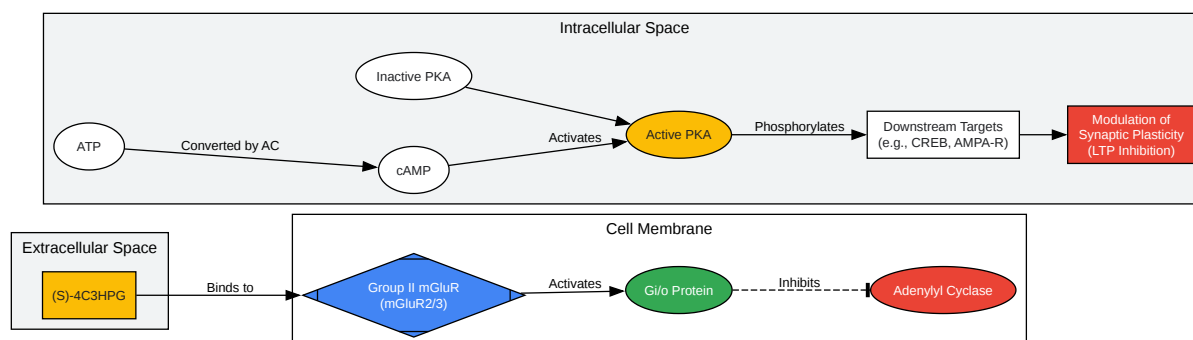 Intracellular Space
Inactive PKA
ATP
Converted by AC
cAMP
Activates
Active PKA
Phosphorylates
Downstream Targets
(e.g., CREB, AMPA-R)
Modulation of
Synaptic Plasticity
(LTP Inhibition)
Extracellular Space
(S)-4C3HPG
Binds to
Cell Membrane
Group II mGluR
(mGluR2/3)
Activates
Gi/o Protein
Inhibits
Adenylyl Cyclase